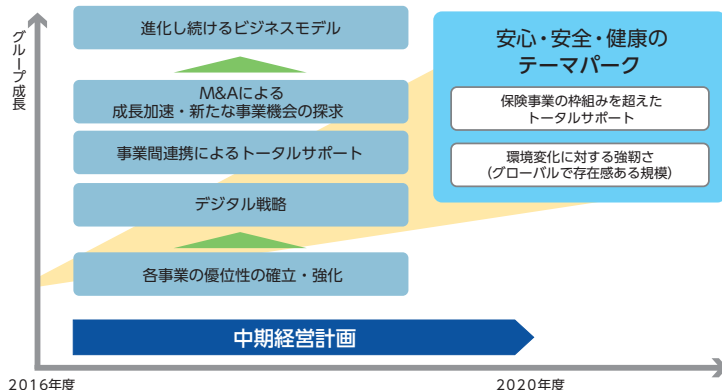 グループ成長
進化し続けるビジネスモデル
M&Aによる
成長加速・新たな事業機会の探求
事業間連携によるトータルサポート
デジタル戦略
各事業の優位性の確立・強化
安心・安全・健康の
テーマパーク
保険事業の枠組みを超えた
トータルサポート
環境変化に対する強靭さ
(グローバルで存在感ある規模)
中期経営計画
2016年度
2020年度